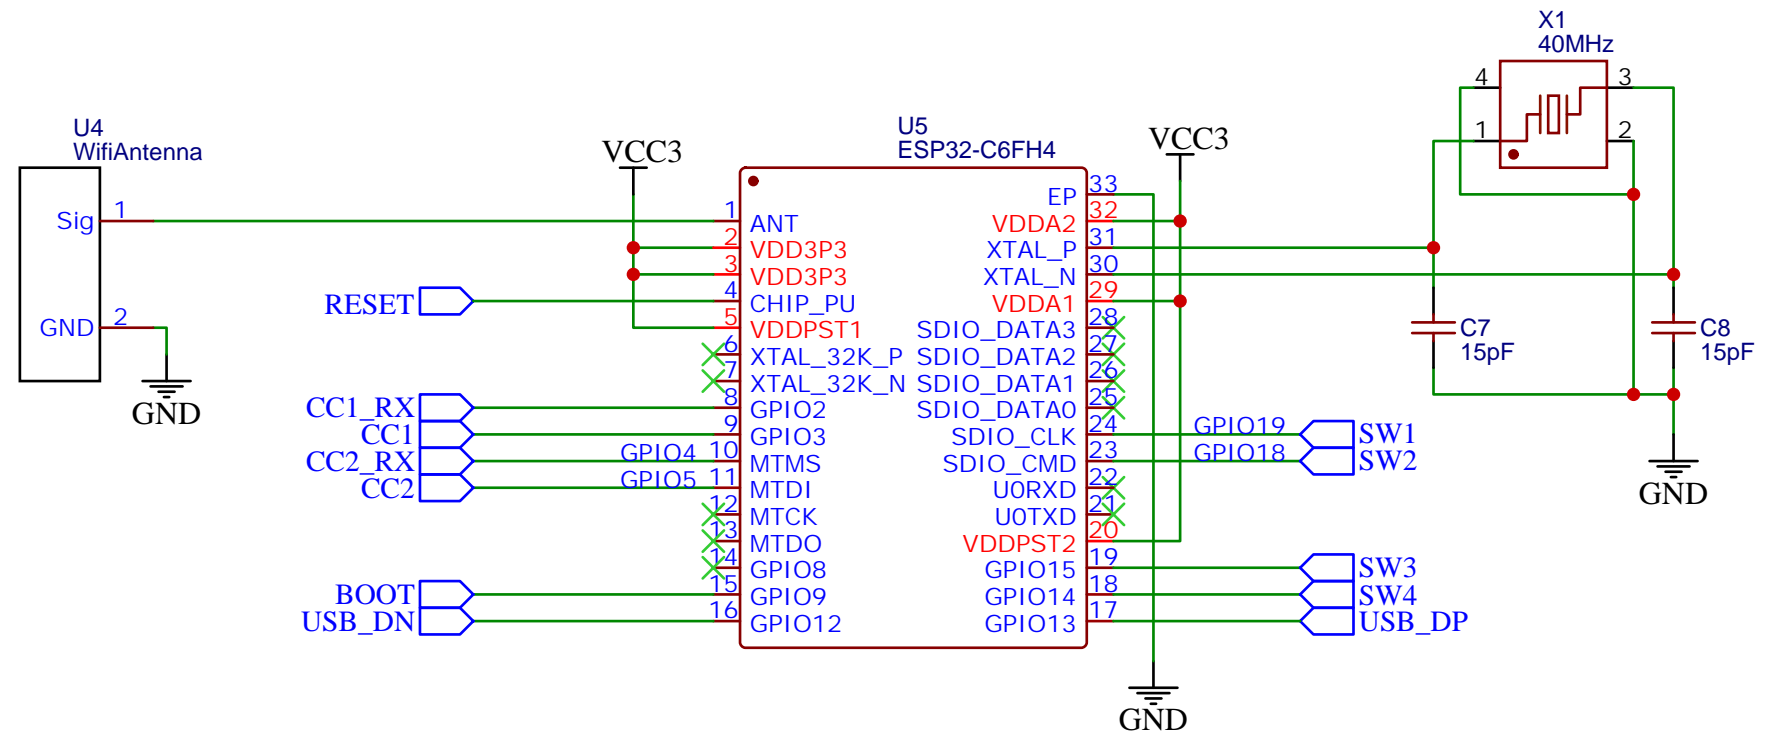 X1
40MHz
4
3
1
2
U4
WifiAntenna
Sig
1
GND
2
GND
VCC3
VCC3
U5
ESP32-C6FH4
1 ANT
2 VDD3P3
3 VDD3P3
RESET 4 CHIP_PU
5 VDDPST1
6 XTAL_32K_P
7 XTAL_32K_N
CC1_RX 8 GPIO2
CC1 9 GPIO3
CC2_RX GPIO4 10 MTMS
CC2 GPIO5 11 MTDI
12 MTCK
13 MTDO
14 GPIO8
BOOT 15 GPIO9
USB_DN 16 GPIO12
EP 33
VDDA2 32
XTAL_P 31
XTAL_N 30
VDDA1 29
SDIO_DATA3 28
SDIO_DATA2 27
SDIO_DATA1 26
SDIO_DATA0 25
SDIO_CLK 24 GPIO19 SW1
SDIO_CMD 23 GPIO18 SW2
U0RXD 22
U0TXD 21
VDDPST2 20
GPIO15 19 SW3
GPIO14 18 SW4
GPIO13 17 USB_DP
GND
C7
15pF
C8
15pF
GND